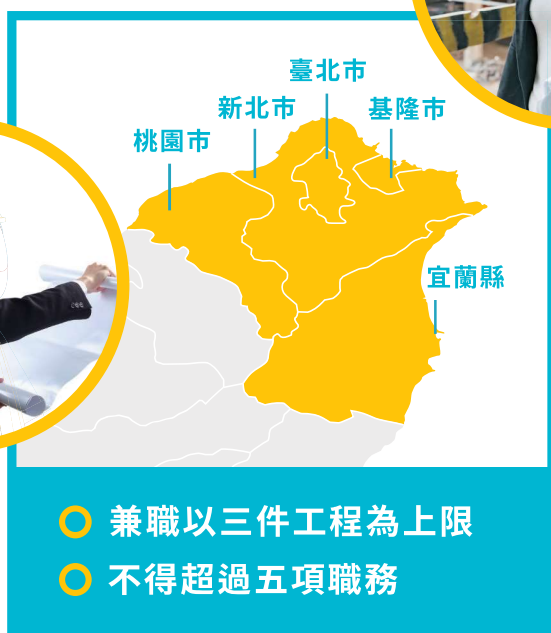 臺北市
新北市
基隆市
桃園市
宜蘭縣
兼職以三件工程為上限
不得超過五項職務